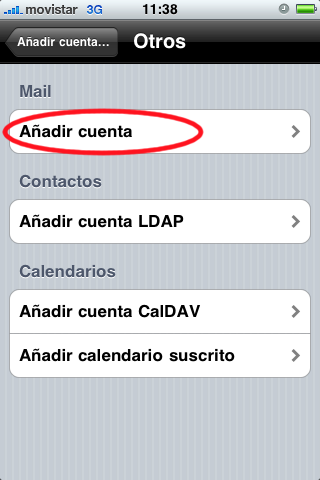 movistar 3G 11:38
Añadir cuenta... Otros
Mail
Añadir cuenta
Contactos
Añadir cuenta LDAP
Calendarios
Añadir cuenta CalDAV
Añadir calendario suscrito